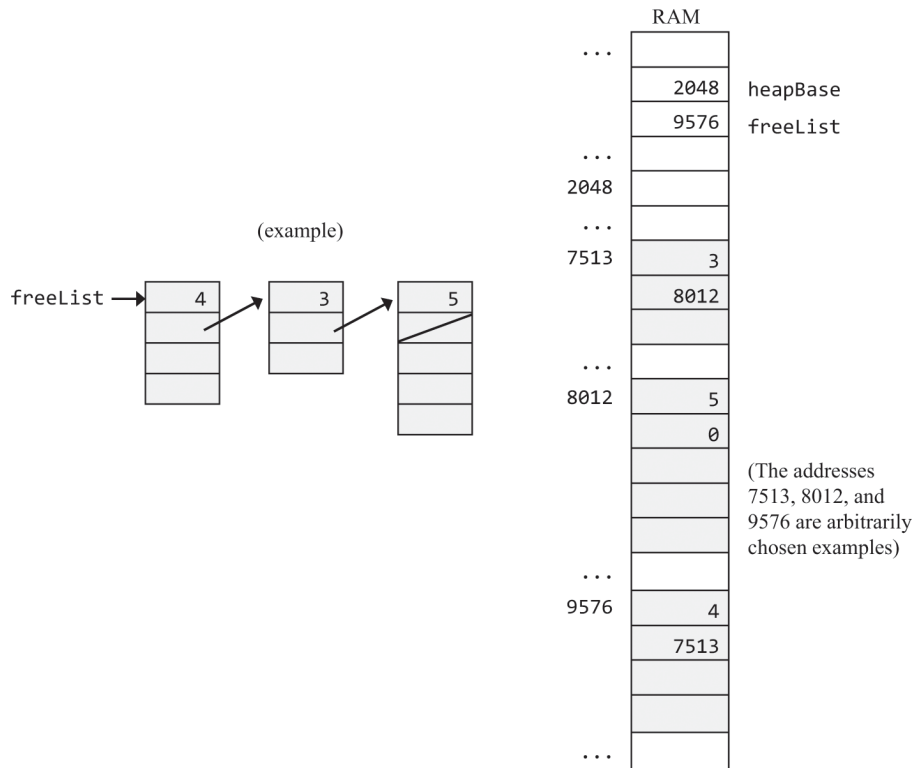 RAM
...
2048 heapBase
9576 freeList
...
2048
...
(example)
7513 3
8012
freeList 4 3 5
...
8012 5
0
(The addresses
7513, 8012, and
9576 are arbitrarily
chosen examples)
...
9576 4
7513
...